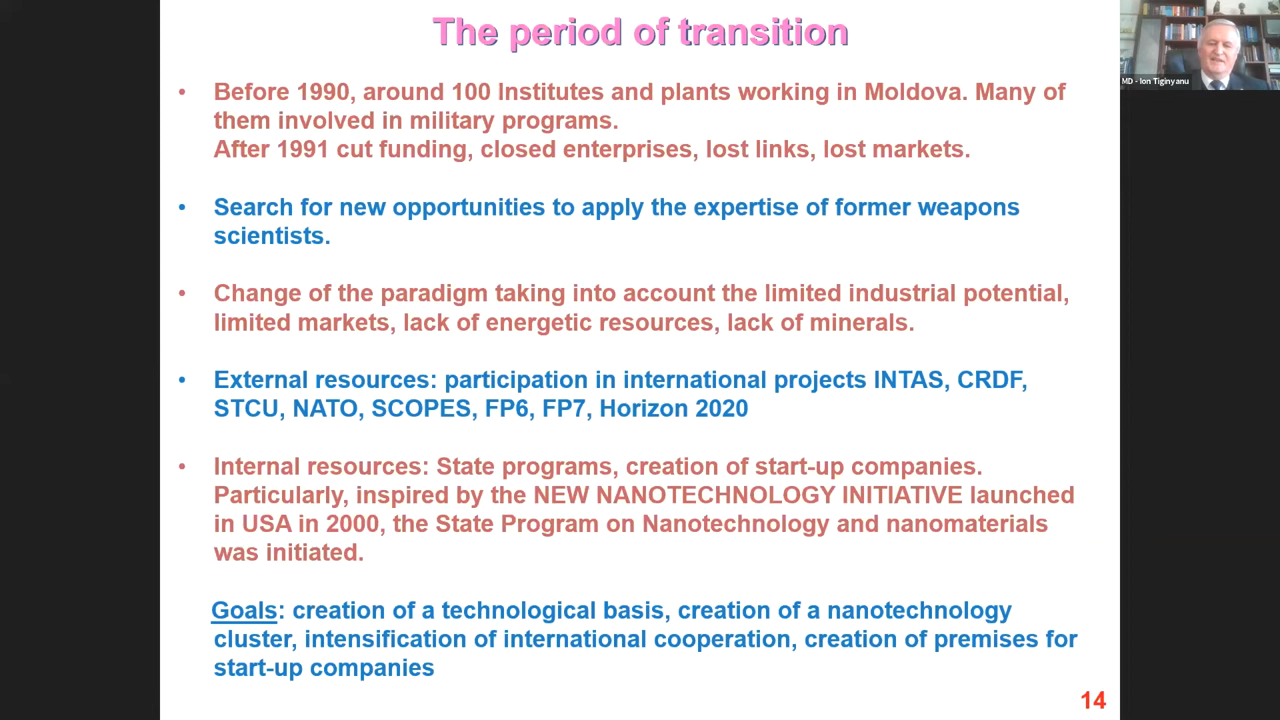 The period of transition
MD - Ion Tiginyanu
• Before 1990, around 100 Institutes and plants working in Moldova. Many of
them involved in military programs.
After 1991 cut funding, closed enterprises, lost links, lost markets.
• Search for new opportunities to apply the expertise of former weapons
scientists.
• Change of the paradigm taking into account the limited industrial potential,
limited markets, lack of energetic resources, lack of minerals.
• External resources: participation in international projects INTAS, CRDF,
STCU, NATO, SCOPES, FP6, FP7, Horizon 2020
• Internal resources: State programs, creation of start-up companies.
Particularly, inspired by the NEW NANOTECHNOLOGY INITIATIVE launched
in USA in 2000, the State Program on Nanotechnology and nanomaterials
was initiated.
Goals: creation of a technological basis, creation of a nanotechnology
cluster, intensification of international cooperation, creation of premises for
start-up companies
14